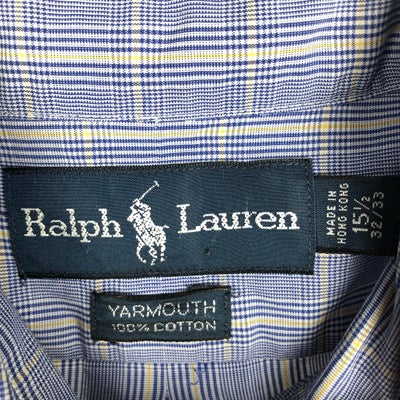 Ralph Lauren
MADE IN
HONG KONG
15½
32/33
YARMOUTH
100% COTTON